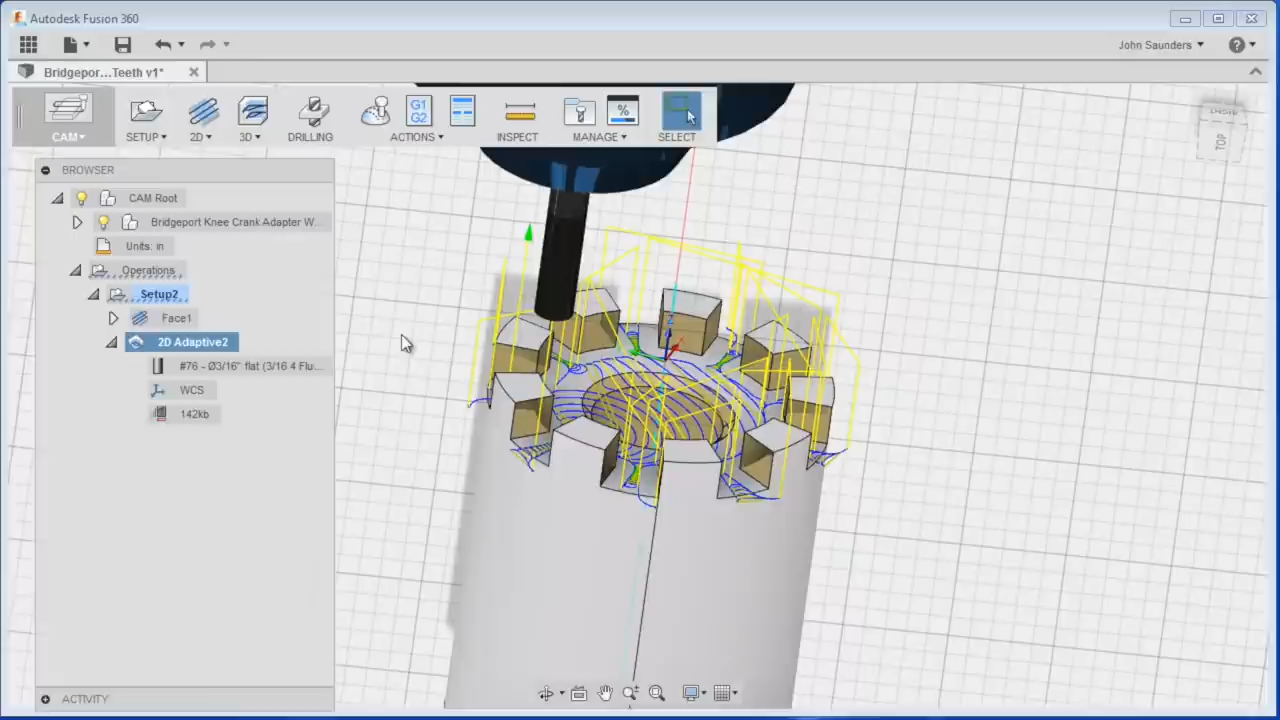 Autodesk Fusion 360
John Saunders
Bridgepor...Teeth v1*
CAM
SETUP
2D
3D
DRILLING
G1
G2
ACTIONS
INSPECT
%
MANAGE
SELECT
TOP
BROWSER
CAM Root
Bridgeport Knee Crank Adapter W...
Units: in
Operations
Setup2
Face1
2D Adaptive2
#76 - Ø3/16" flat (3/16 4 Flu...
WCS
142kb
Z
ACTIVITY